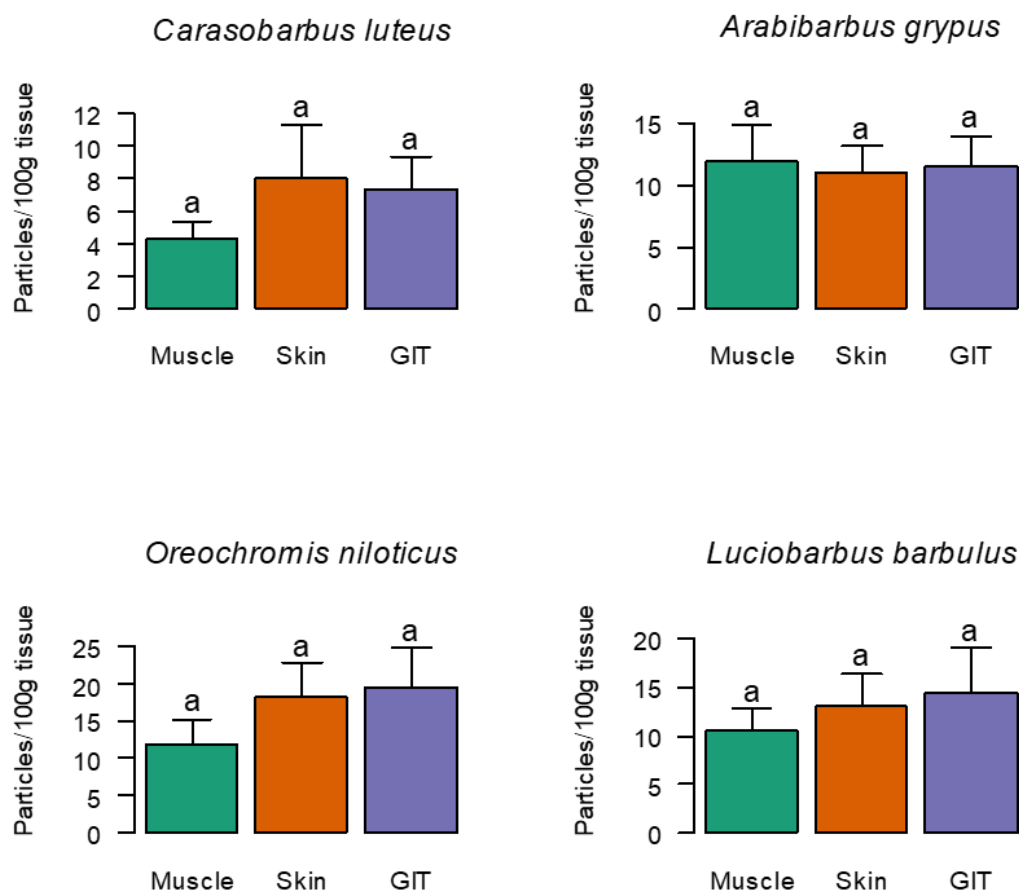 Carasobarbus luteus
Particles/100g tissue
12
10
8
6
4
2
0
a
a
a
Muscle Skin GIT
Arabibarbus grypus
Particles/100g tissue
15
10
5
0
a
a
a
Muscle Skin GIT
Oreochromis niloticus
Particles/100g tissue
25
20
15
10
5
0
a
a
a
Muscle Skin GIT
Luciobarbus barbulus
Particles/100g tissue
20
15
10
5
0
a
a
a
Muscle Skin GIT